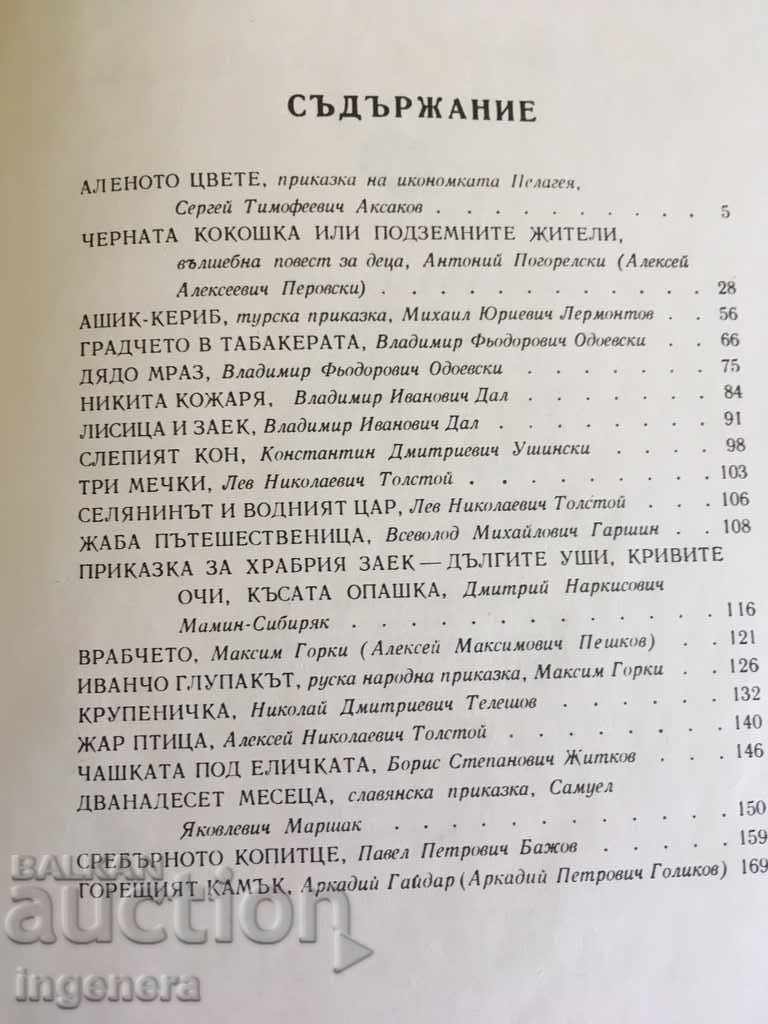 СЪДЪРЖАНИЕ
АЛЕНОТО ЦВЕТЕ, приказка на икономката Пелагея,
Сергей Тимофеевич Аксаков . . . . . . . . . . 5
ЧЕРНАТА КОКОШКА ИЛИ ПОДЗЕМНИТЕ ЖИТЕЛИ,
вълшебна повест за деца, Антоний Погорелски (Алексей
Алексеевич Перовски) . . . . . . . . . . . . 28
АШИК-КЕРИБ, турска приказка, Михаил Юриевич Лермонтов . . 56
ГРАДЧЕТО В ТАБАКЕРАТА, Владимир Фьодорович Одоевски . . 66
ДЯДО МРАЗ, Владимир Фьодорович Одоевски . . . . . . 75
НИКИТА КОЖАРЯ, Владимир Иванович Дал . . . . . . 84
ЛИСИЦА И ЗАЕК, Владимир Иванович Дал . . . . . . . 91
СЛЕПИЯТ КОН, Константин Дмитриевич Ушински . . . . 98
ТРИ МЕЧКИ, Лев Николаевич Толстой . . . . . . . . 103
СЕЛЯНИНЪТ И ВОДНИЯТ ЦАР, Лев Николаевич Толстой . . . 106
ЖАБА ПЪТЕШЕСТВЕНИЦА, Всеволод Михайлович Гаршин . . 108
ПРИКАЗКА ЗА ХРАБРИЯ ЗАЕК — ДЪЛГИТЕ УШИ, КРИВИТЕ
ОЧИ, КЪСАТА ОПАШКА, Дмитрий Наркисович
Мамин-Сибиряк . . . . . . . . . . . . . 116
ВРАБЧЕТО, Максим Горки (Алексей Максимович Пешков) . . 121
ИВАНЧО ГЛУПАКЪТ, руска народна приказка, Максим Горки . . 126
КРУПЕНИЧКА, Николай Дмитриевич Телешов . . . . . . 132
ЖАР ПТИЦА, Алексей Николаевич Толстой . . . . . . . 140
ЧАШКАТА ПОД ЕЛИЧКАТА, Борис Степанович Житков . . . 146
ДВАНАДЕСЕТ МЕСЕЦА, славянска приказка, Самуел
Яковлевич Маршак . . . . . . . . . . . . 150
СРЕБЪРНОТО КОПИТЦЕ, Павел Петрович Бажов . . . . . 159
ГОРЕЩИЯТ КАМЪК, Аркадий Гайдар (Аркадий Петрович Голиков) 169
BALKAN
auction
ingenera